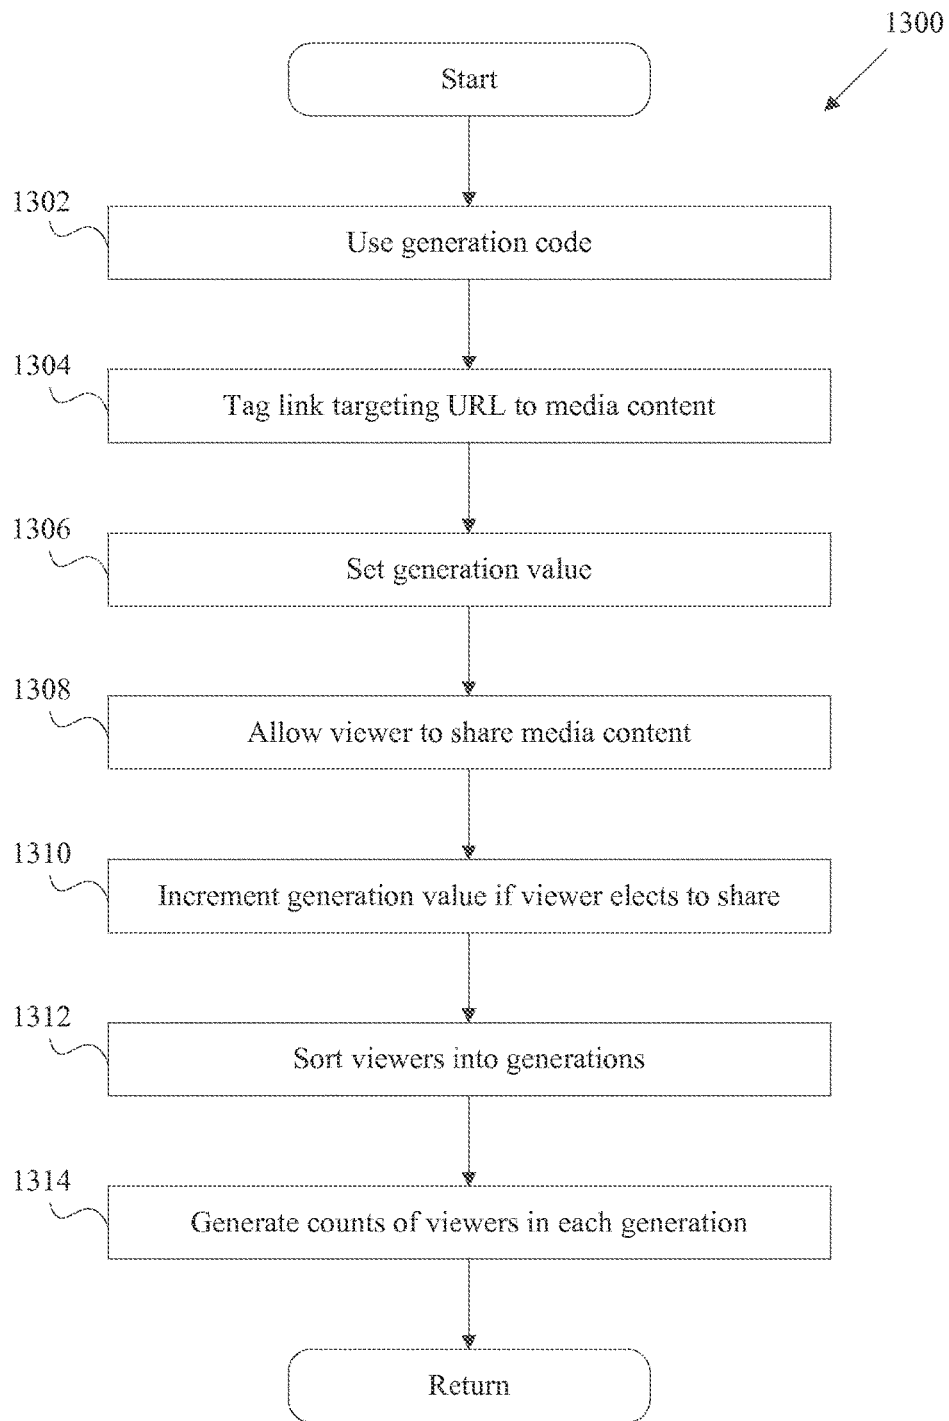 1300
Start
1302
Use generation code
1304
Tag link targeting URL to media content
1306
Set generation value
1308
Allow viewer to share media content
1310
Increment generation value if viewer elects to share
1312
Sort viewers into generations
1314
Generate counts of viewers in each generation
Return